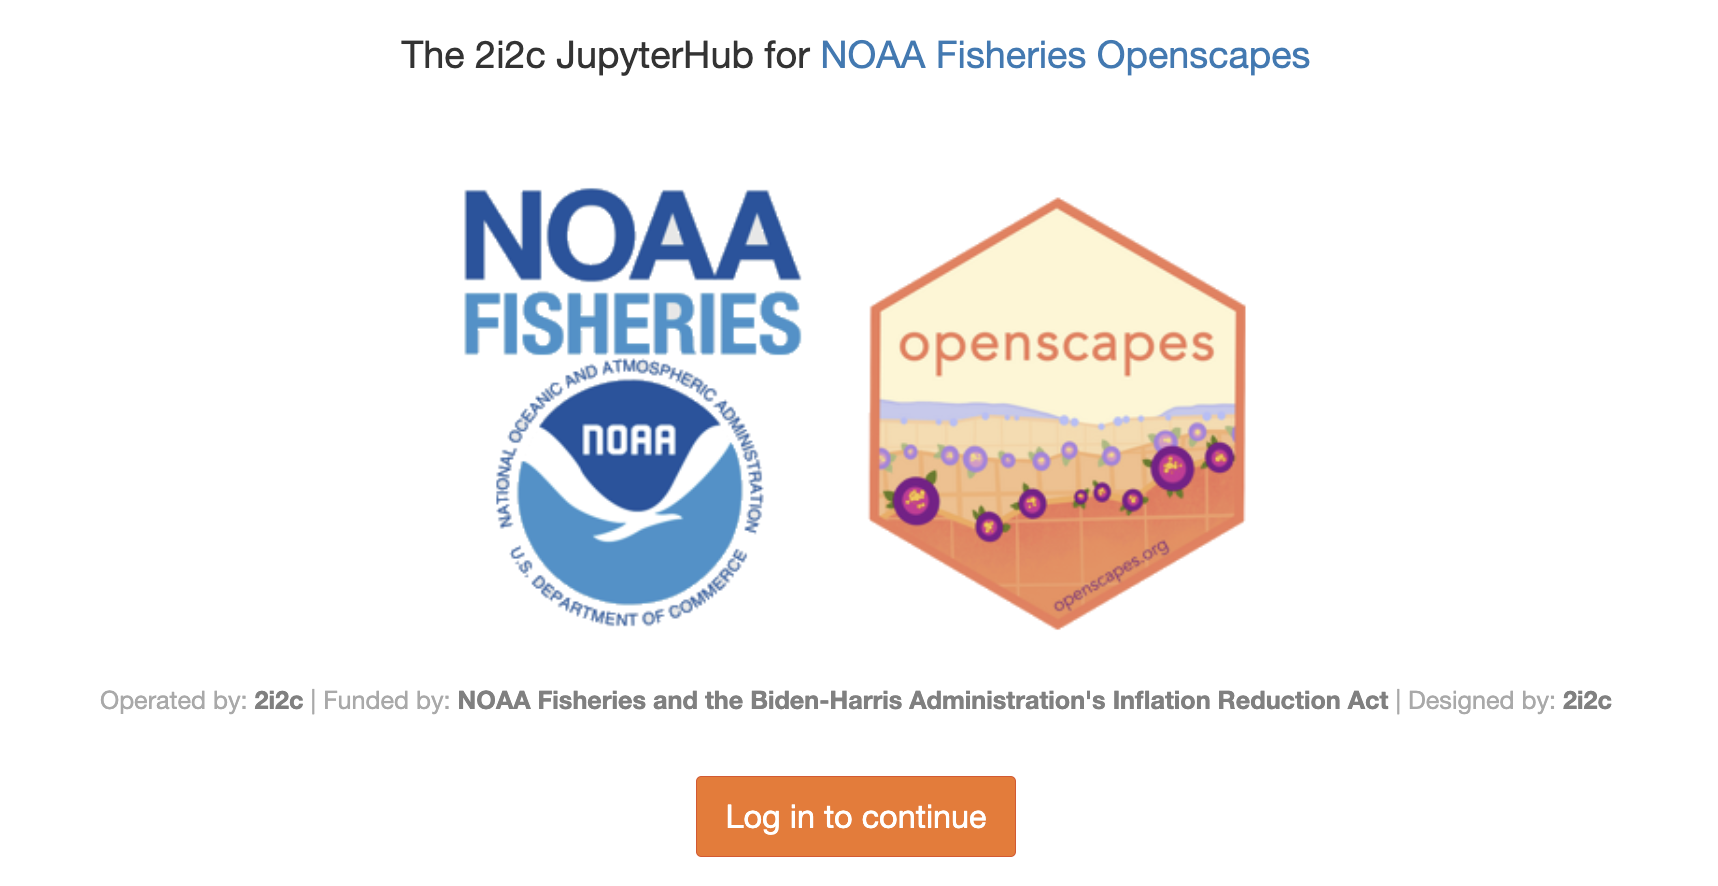 The 2i2c JupyterHub for NOAA Fisheries Openscapes
NOAA
FISHERIES
NATIONAL OCEANIC AND ATMOSPHERIC ADMINISTRATION
NOAA
U.S. DEPARTMENT OF COMMERCE
openscapes
openscapes.org
Operated by: 2i2c | Funded by: NOAA Fisheries and the Biden-Harris Administration's Inflation Reduction Act | Designed by: 2i2c
Log in to continue